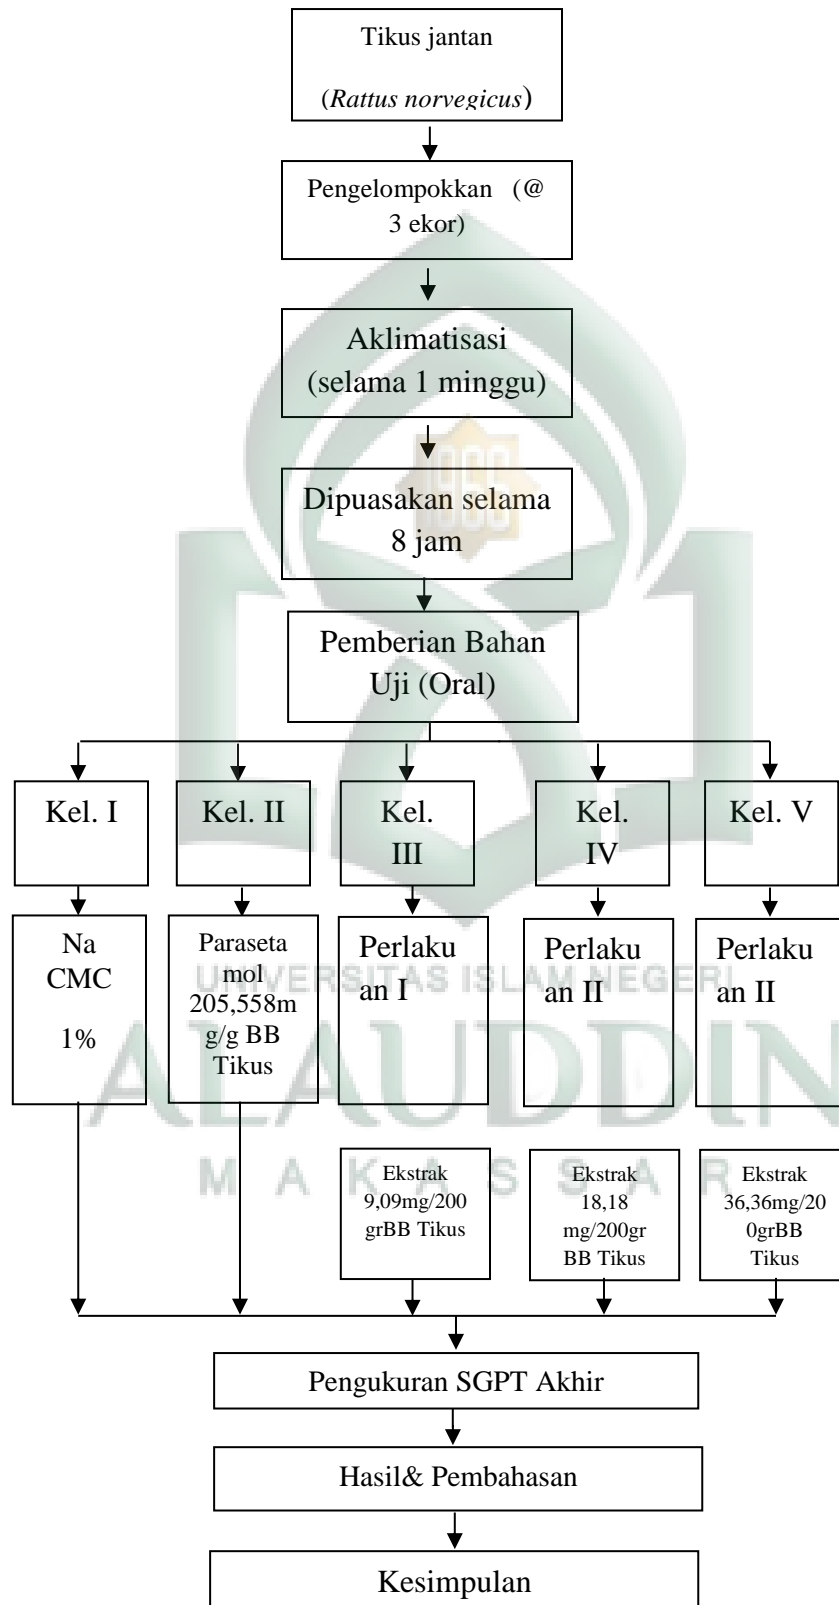 Tikus jantan
(Rattus norvegicus)
Pengelompokkan (@
3 ekor)
Aklimatisasi
(selama 1 minggu)
1965
Dipuasakan selama
8 jam
Pemberian Bahan
Uji (Oral)
Kel. I
Kel. II
Kel.
III
Kel.
IV
Kel. V
Na
CMC
1%
Paraseta
mol
205,558m
g/g BB
Tikus
Perlaku
an I
Perlaku
an II
Perlaku
an II
UNIVERSITAS ISLAM NEGERI
ALAUDDIN
MAKASSAR
Ekstrak
9,09mg/200
grBB Tikus
Ekstrak
18,18
mg/200gr
BB Tikus
Ekstrak
36,36mg/20
0grBB
Tikus
Pengukuran SGPT Akhir
Hasil& Pembahasan
Kesimpulan